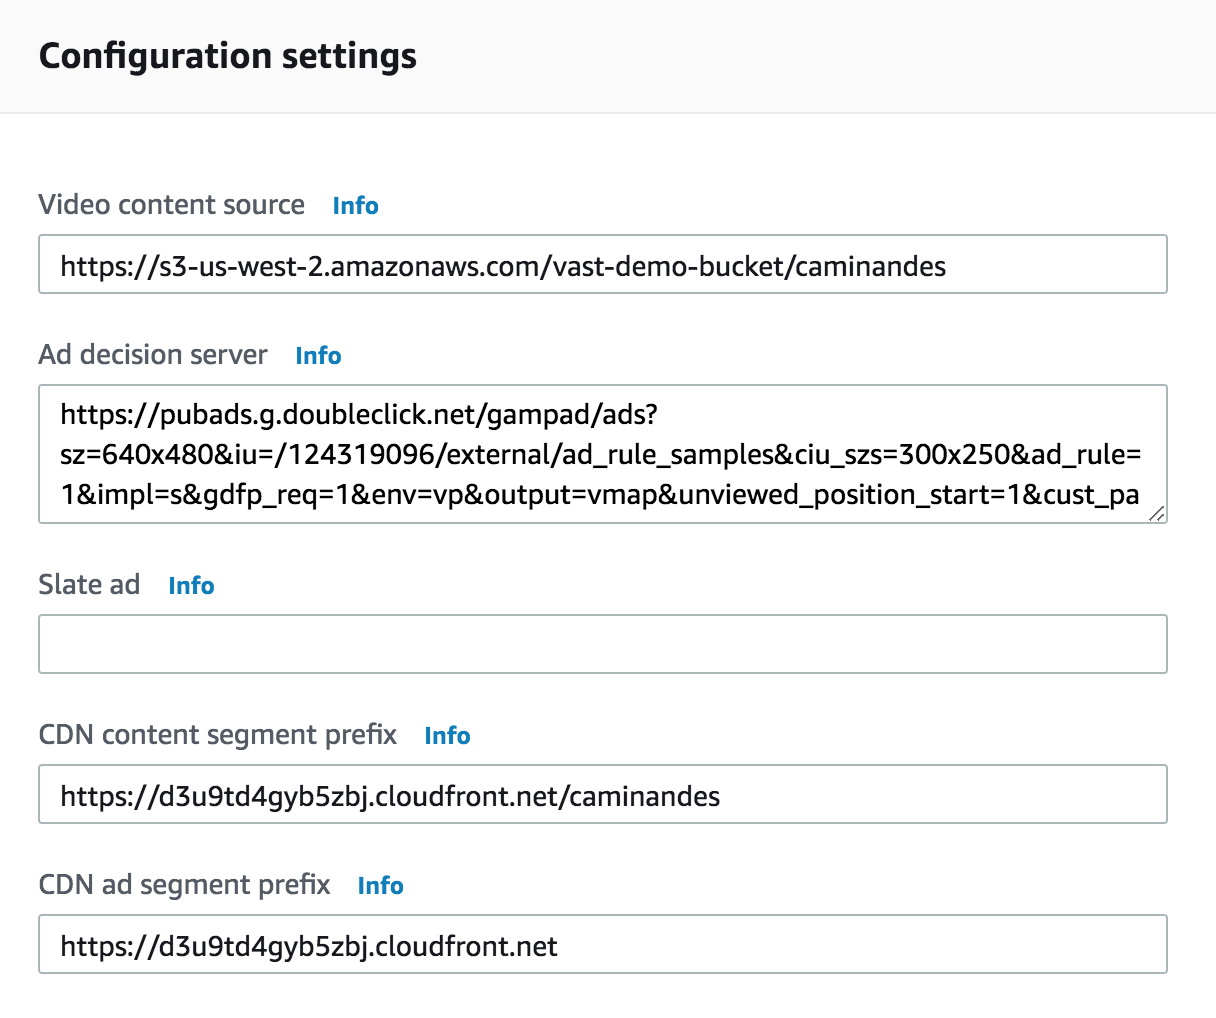 Configuration settings
Video content source Info
https://s3-us-west-2.amazonaws.com/vast-demo-bucket/caminandes
Ad decision server Info
https://pubads.g.doubleclick.net/gampad/ads?
sz=640x480&iu=/124319096/external/ad_rule_samples&ciu_szs=300x250&ad_rule=
1&impl=s&gdfp_req=1&env=vp&output=vmap&unviewed_position_start=1&cust_pa
Slate ad Info
CDN content segment prefix Info
https://d3u9td4gyb5zbj.cloudfront.net/caminandes
CDN ad segment prefix Info
https://d3u9td4gyb5zbj.cloudfront.net